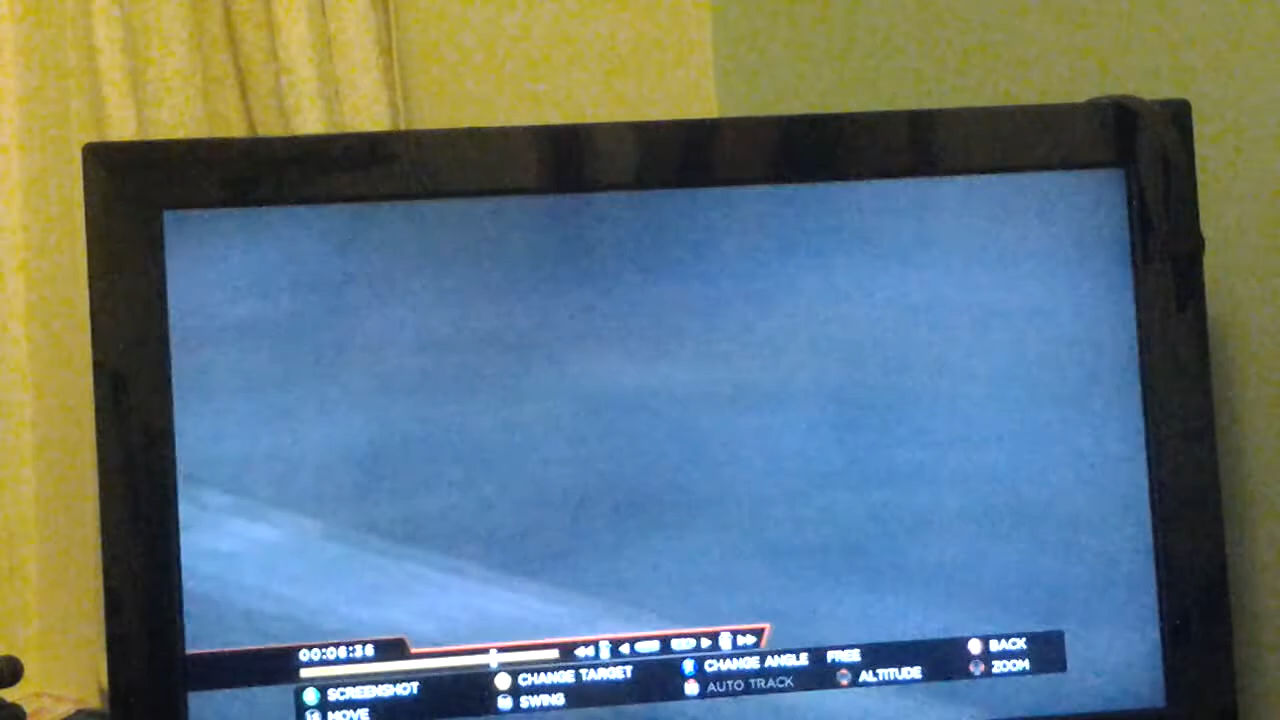 00:06:36
SCREENSHOT CHANGE TARGET CHANGE ANGLE FREE BACK
MOVE SWING AUTO TRACK ALTITUDE ZOOM